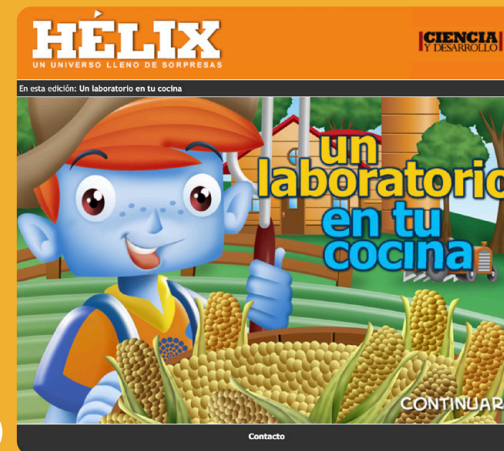 HÉLIX
UN UNIVERSO LLENO DE SORPRESAS
CIENCIA
Y DESARROLLO
En esta edición: Un laboratorio en tu cocina
un
laboratorio
en tu
cocina
CONTINUAR
Contacto